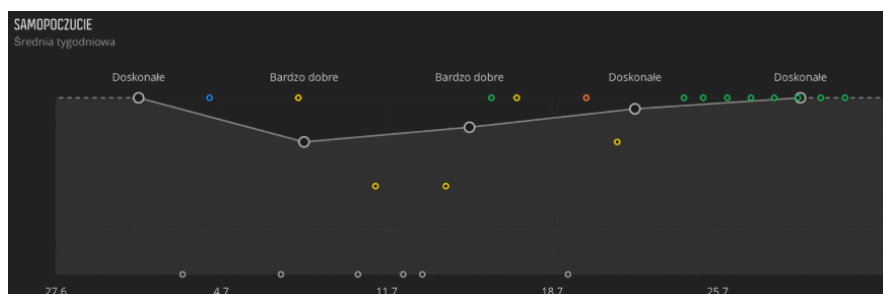 SAMOPOCZUCIE
Średnia tygodniowa
Doskonałe Bardzo dobre Bardzo dobre Doskonałe Doskonałe
27.6 4.7 11.7 18.7 25.7